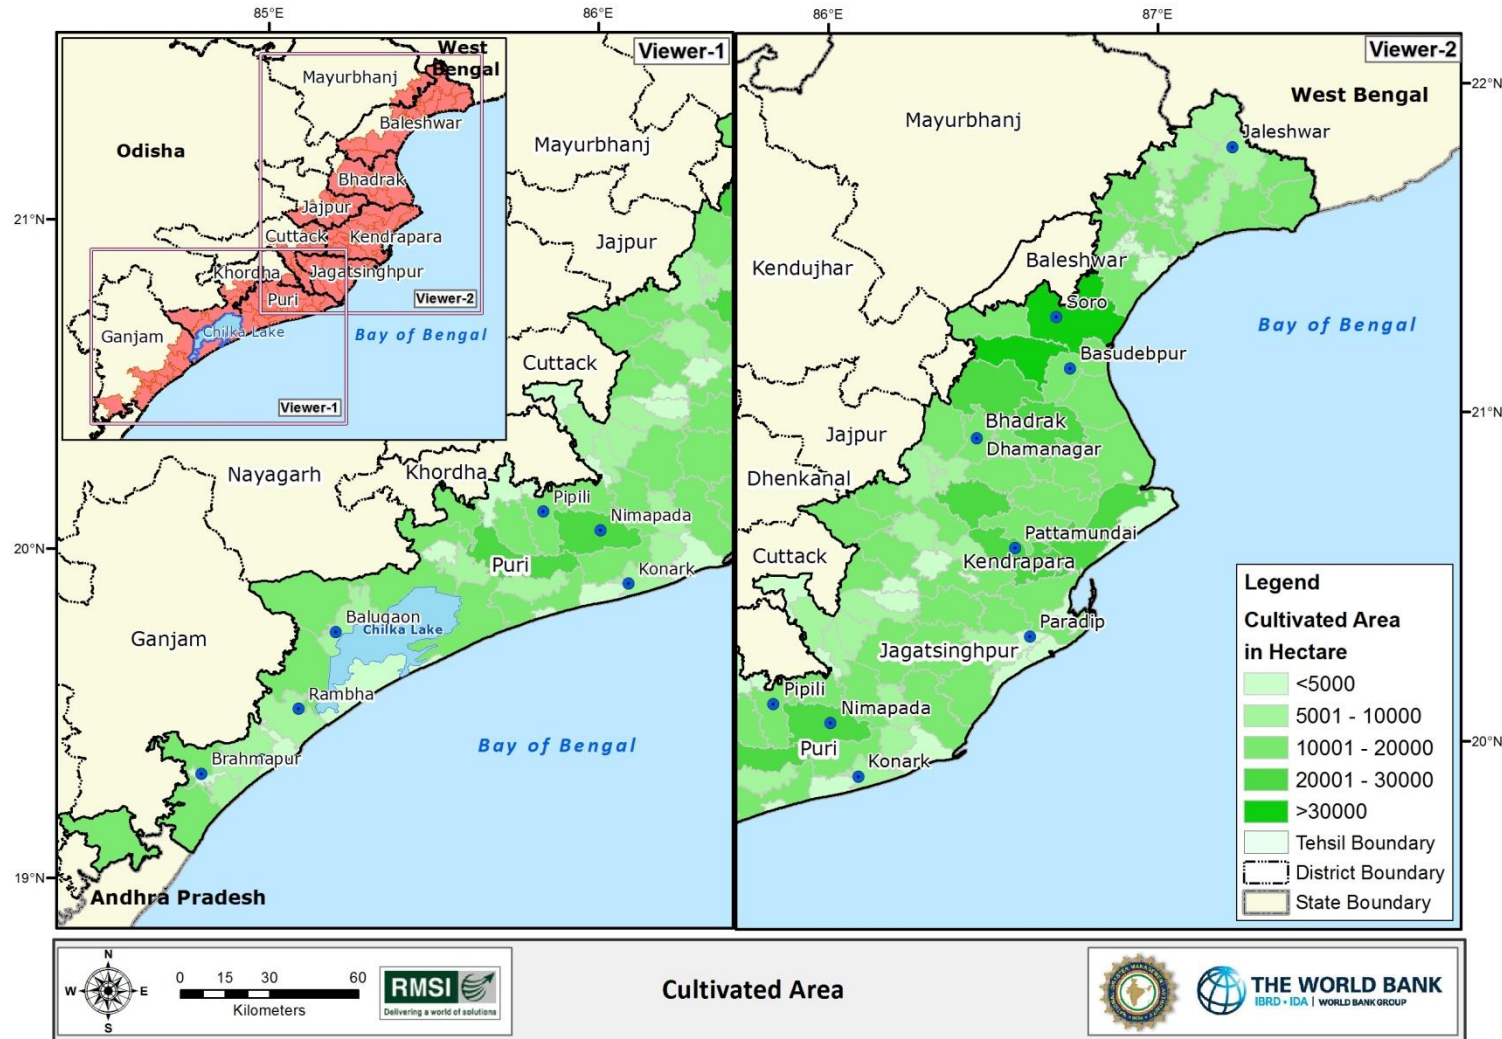 85°E
86°E
86°E
87°E
22°N
21°N
20°N
19°N
21°N
20°N
Viewer-1
West
Bengal
Mayurbhanj
Baleshwar
Odisha
Bhadrak
Jajpur
Cuttack
Kendrapara
Khordha
Jagatsinghpur
Puri
Viewer-2
Ganjam
Chilka Lake
Bay of Bengal
Viewer-1
Mayurbhanj
Jajpur
Cuttack
Nayagarh
Khordha
Pipili
Nimapada
Puri
Konark
Balugaon
Chilka Lake
Ganjam
Rambha
Bay of Bengal
Brahmapur
Andhra Pradesh
Viewer-2
West Bengal
Mayurbhanj
Jaleshwar
Kendujhar
Baleshwar
Soro
Bay of Bengal
Basudebpur
Jajpur
Bhadrak
Dhamanagar
Dhenkanal
Pattamundai
Cuttack
Kendrapara
Paradip
Jagatsinghpur
Pipili
Nimapada
Puri
Konark
Legend
Cultivated Area
in Hectare
<5000
5001 - 10000
10001 - 20000
20001 - 30000
>30000
Tehsil Boundary
District Boundary
State Boundary
N
W
E
S
0 15 30 60
Kilometers
RMSI
Delivering a world of solutions
Cultivated Area
THE WORLD BANK
IBRD • IDA | WORLD BANK GROUP